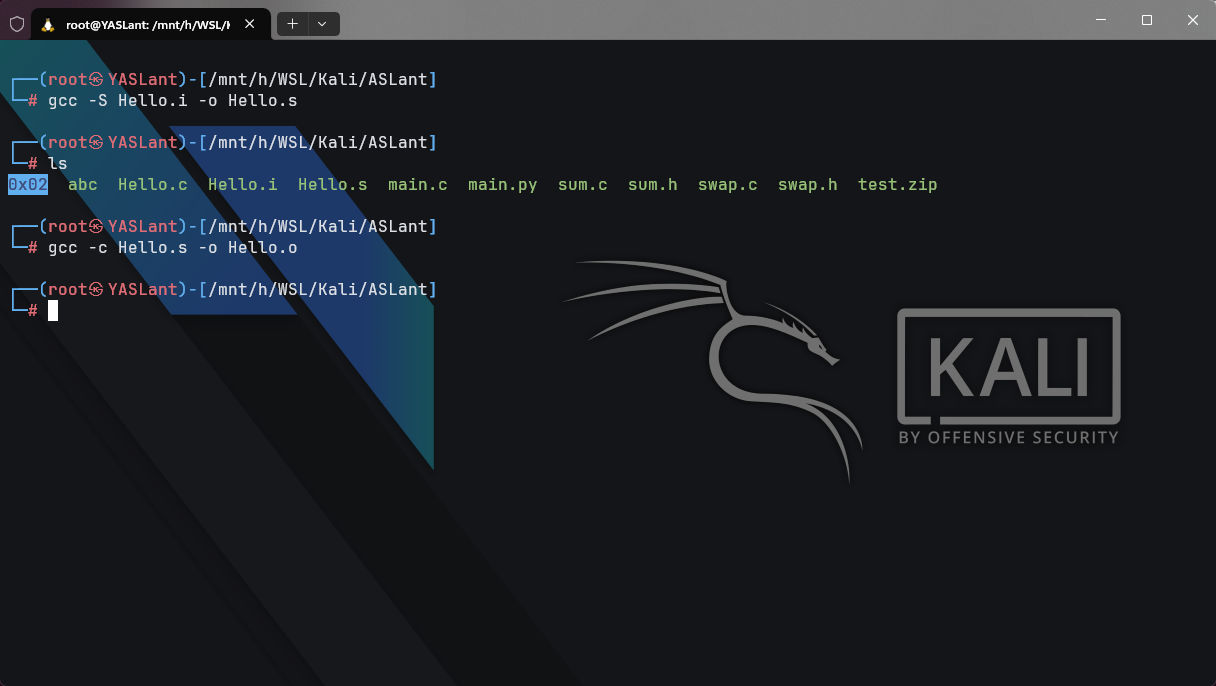 root@YASLant: /mnt/h/WSL/K
┌──(root㉿YASLant)-[/mnt/h/WSL/Kali/ASLant]
└─# gcc -S Hello.i -o Hello.s
┌──(root㉿YASLant)-[/mnt/h/WSL/Kali/ASLant]
└─# ls
0x02 abc Hello.c Hello.i Hello.s main.c main.py sum.c sum.h swap.c swap.h test.zip
┌──(root㉿YASLant)-[/mnt/h/WSL/Kali/ASLant]
└─# gcc -c Hello.s -o Hello.o
┌──(root㉿YASLant)-[/mnt/h/WSL/Kali/ASLant]
└─#
KALI
BY OFFENSIVE SECURITY